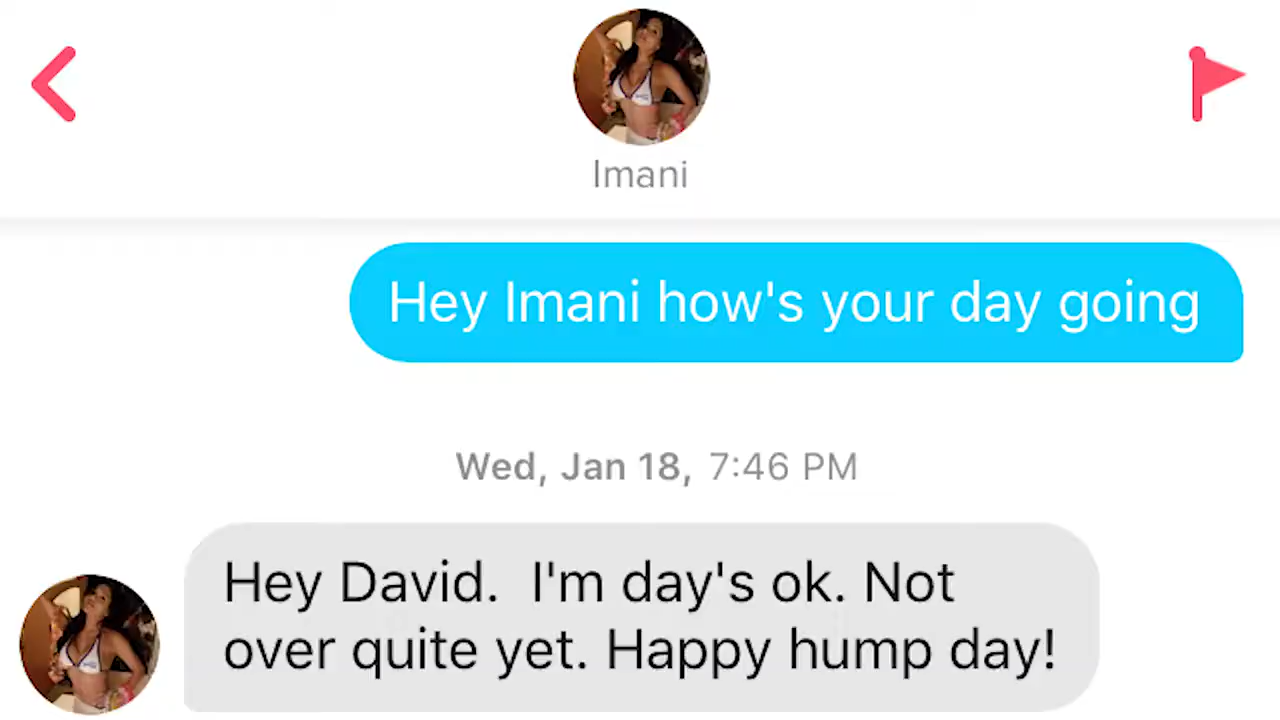 Imani
Hey Imani how's your day going
Wed, Jan 18, 7:46 PM
Hey David.  I'm day's ok. Not
over quite yet. Happy hump day!